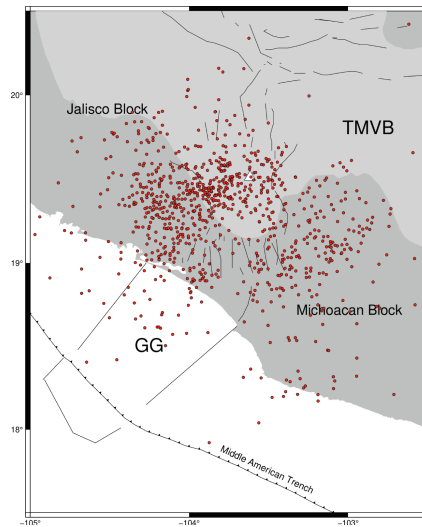 20°
Jalisco Block
TMVB
19°
Michoacan Block
GG
18°
Middle American Trench
−105°
−104°
−103°